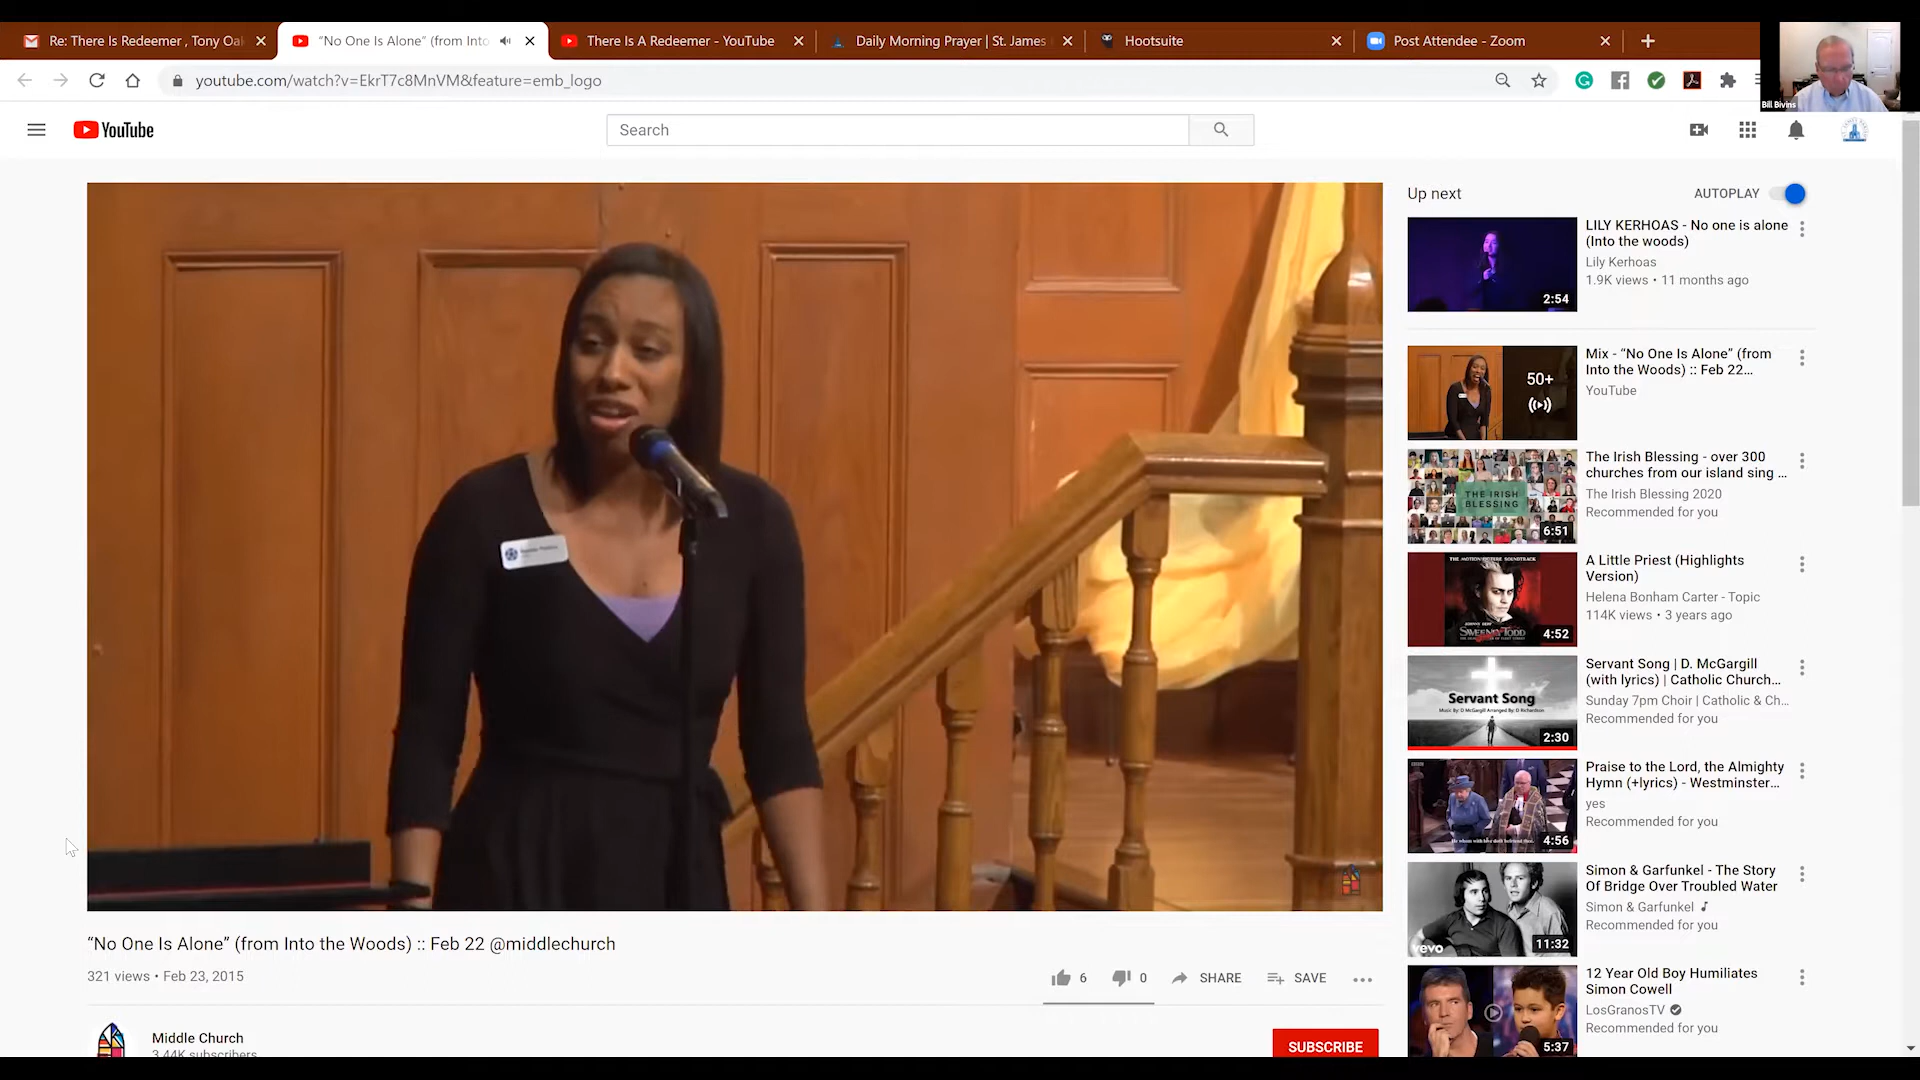 Re: There Is Redeemer , Tony Oak
“No One Is Alone” (from Into
There Is A Redeemer - YouTube
Daily Morning Prayer | St. James
Hootsuite
Post Attendee - Zoom
Bill Bivins
youtube.com/watch?v=EkrT7c8MnVM&feature=emb_logo
YouTube
Search
Up next
AUTOPLAY
LILY KERHOAS - No one is alone
(Into the woods)
Lily Kerhoas
1.9K views • 11 months ago
2:54
Mix - “No One Is Alone” (from
Into the Woods) :: Feb 22...
YouTube
50+
The Irish Blessing - over 300
churches from our island sing ...
The Irish Blessing 2020
Recommended for you
THE IRISH
BLESSING
6:51
A Little Priest (Highlights
Version)
Helena Bonham Carter - Topic
114K views • 3 years ago
THE MOTION PICTURE SOUNDTRACK
SWEENEY TODD
4:52
Servant Song | D. McGargill
(with lyrics) | Catholic Church...
Sunday 7pm Choir | Catholic & Ch...
Recommended for you
Servant Song
2:30
Praise to the Lord, the Almighty
Hymn (+lyrics) - Westminster...
yes
Recommended for you
4:56
Simon & Garfunkel - The Story
Of Bridge Over Troubled Water
Simon & Garfunkel
Recommended for you
vevo
11:32
12 Year Old Boy Humiliates
Simon Cowell
LosGranosTV
Recommended for you
5:37
“No One Is Alone” (from Into the Woods) :: Feb 22 @middlechurch
321 views • Feb 23, 2015
6
0
SHARE
SAVE
Middle Church
3.44K subscribers
SUBSCRIBE